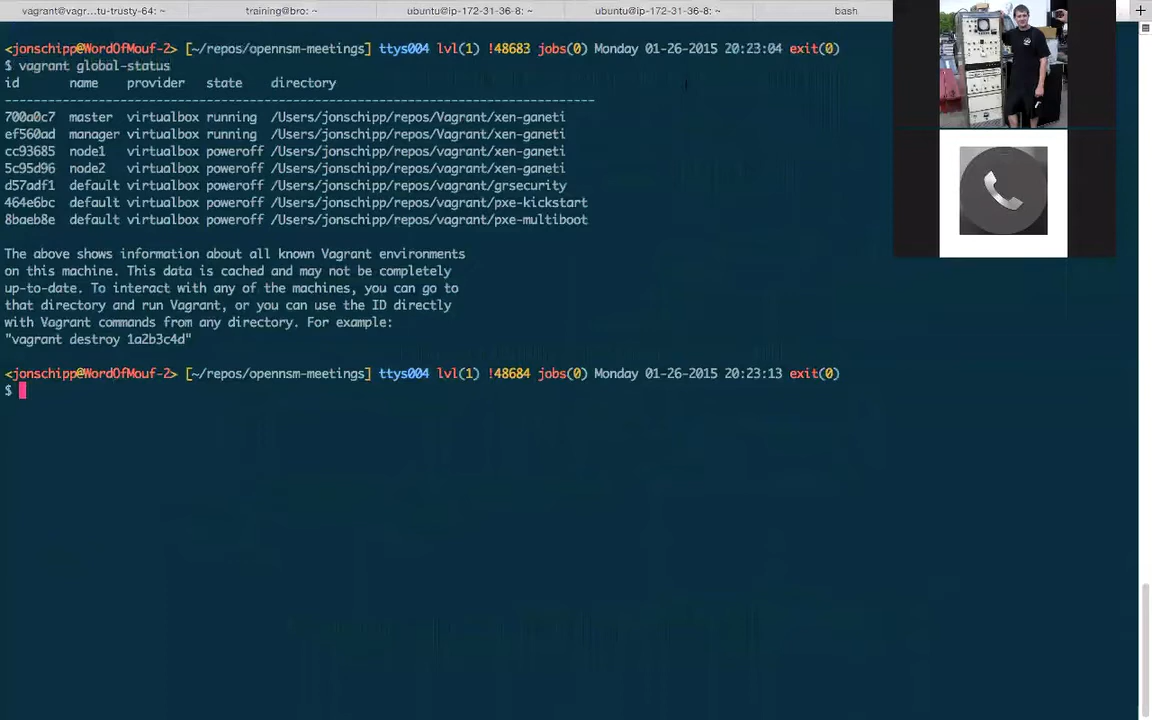 vagrant@vagr...tu-trusty-64: ~ training@bro: ~ ubuntu@ip-172-31-36-8: ~ ubuntu@ip-172-31-36-8: ~ bash
<jonschipp@WordOfMouf-2> [~/repos/opennsm-meetings] ttys004 lvl(1) !48683 jobs(0) Monday 01-26-2015 20:23:04 exit(0)
$ vagrant global-status
id name provider state directory
--------------------------------------------------------------------------------------
700a0c7 master virtualbox running /Users/jonschipp/repos/Vagrant/xen-ganeti
ef560ad manager virtualbox running /Users/jonschipp/repos/Vagrant/xen-ganeti
cc93685 node1 virtualbox poweroff /Users/jonschipp/repos/Vagrant/xen-ganeti
5c95d96 node2 virtualbox poweroff /Users/jonschipp/repos/Vagrant/xen-ganeti
d57adf1 default virtualbox poweroff /Users/jonschipp/repos/vagrant/grsecurity
464e6bc default virtualbox poweroff /Users/jonschipp/repos/vagrant/pxe-kickstart
8baeb8e default virtualbox poweroff /Users/jonschipp/repos/vagrant/pxe-multiboot
The above shows information about all known Vagrant environments
on this machine. This data is cached and may not be completely
up-to-date. To interact with any of the machines, you can go to
that directory and run Vagrant, or you can use the ID directly
with Vagrant commands from any directory. For example:
"vagrant destroy 1a2b3c4d"
<jonschipp@WordOfMouf-2> [~/repos/opennsm-meetings] ttys004 lvl(1) !48684 jobs(0) Monday 01-26-2015 20:23:13 exit(0)
$